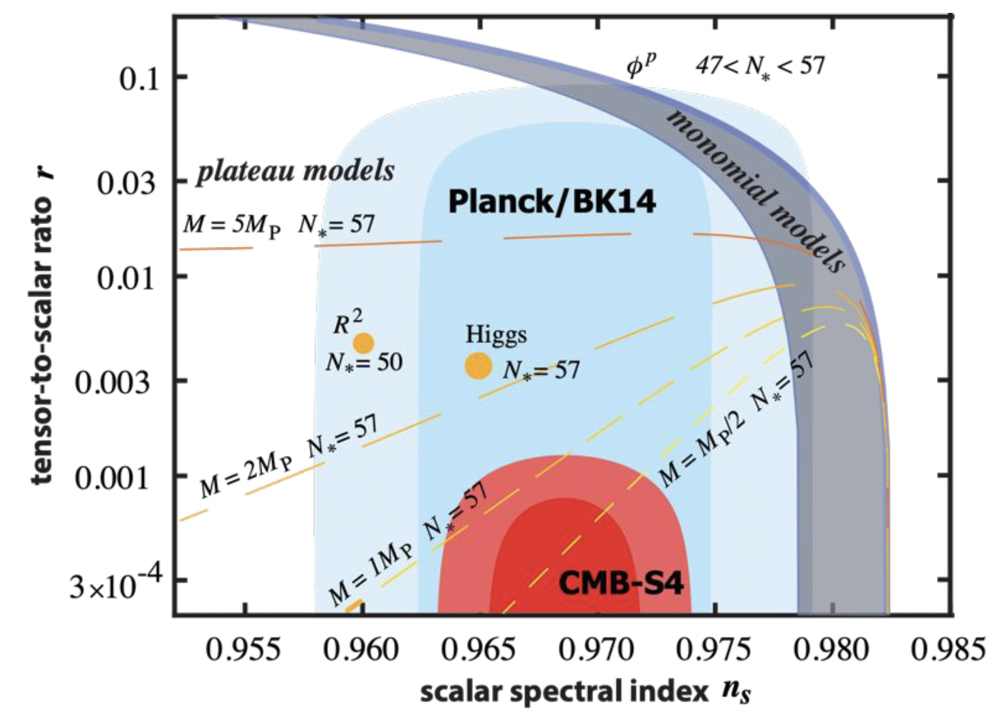 ϕ^p 47< N_* < 57
0.1
monomial models
plateau models
0.03
Planck/BK14
M = 5M_P N_*= 57
0.01
R^2
N_*= 50
Higgs
N_*= 57
0.003
M = M_P/2 N_*= 57
M = 2M_P N_*= 57
0.001
M = 1M_P N_*= 57
3×10^-4
CMB-S4
tensor-to-scalar rato r
0.955 0.960 0.965 0.970 0.975 0.980 0.985
scalar spectral index n_s